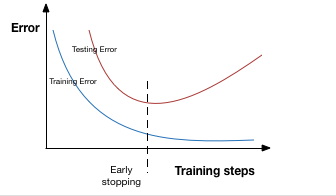 Error
Testing Error
Training Error
Early
stopping
Training steps